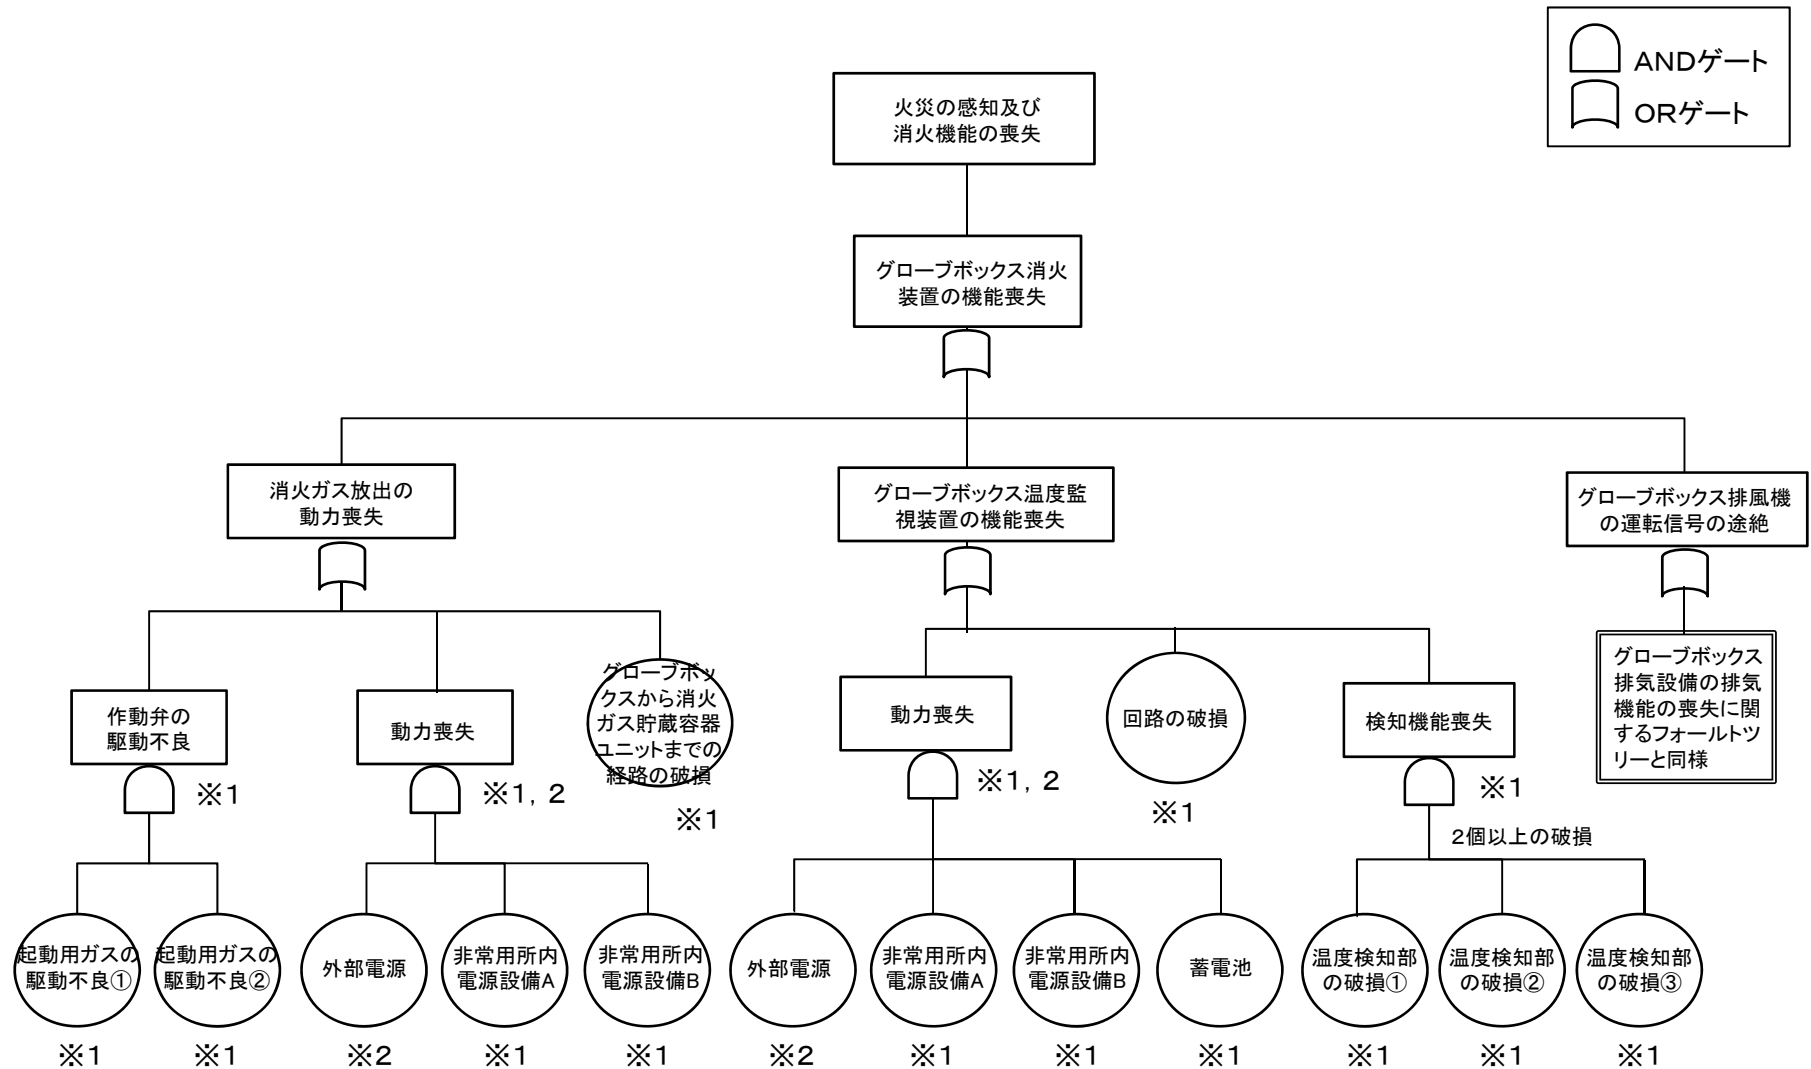 ANDゲート
ORゲート
火災の感知及び
消火機能の喪失
グローブボックス消火
装置の機能喪失
消火ガス放出の
動力喪失
グローブボックス温度監
視装置の機能喪失
グローブボックス排風機
の運転信号の途絶
作動弁の
駆動不良
※1
動力喪失
※1，2
グローブボッ
クスから消火
ガス貯蔵容器
ユニットまでの
経路の破損
※1
動力喪失
※1，2
回路の破損
※1
検知機能喪失
※1
2個以上の破損
グローブボックス
排気設備の排気
機能の喪失に関
するフォールトツ
リーと同様
起動用ガスの
駆動不良①
※1
起動用ガスの
駆動不良②
※1
外部電源
※2
非常用所内
電源設備A
※1
非常用所内
電源設備B
※1
外部電源
※2
非常用所内
電源設備A
※1
非常用所内
電源設備B
※1
蓄電池
※1
温度検知部
の破損①
※1
温度検知部
の破損②
※1
温度検知部
の破損③
※1